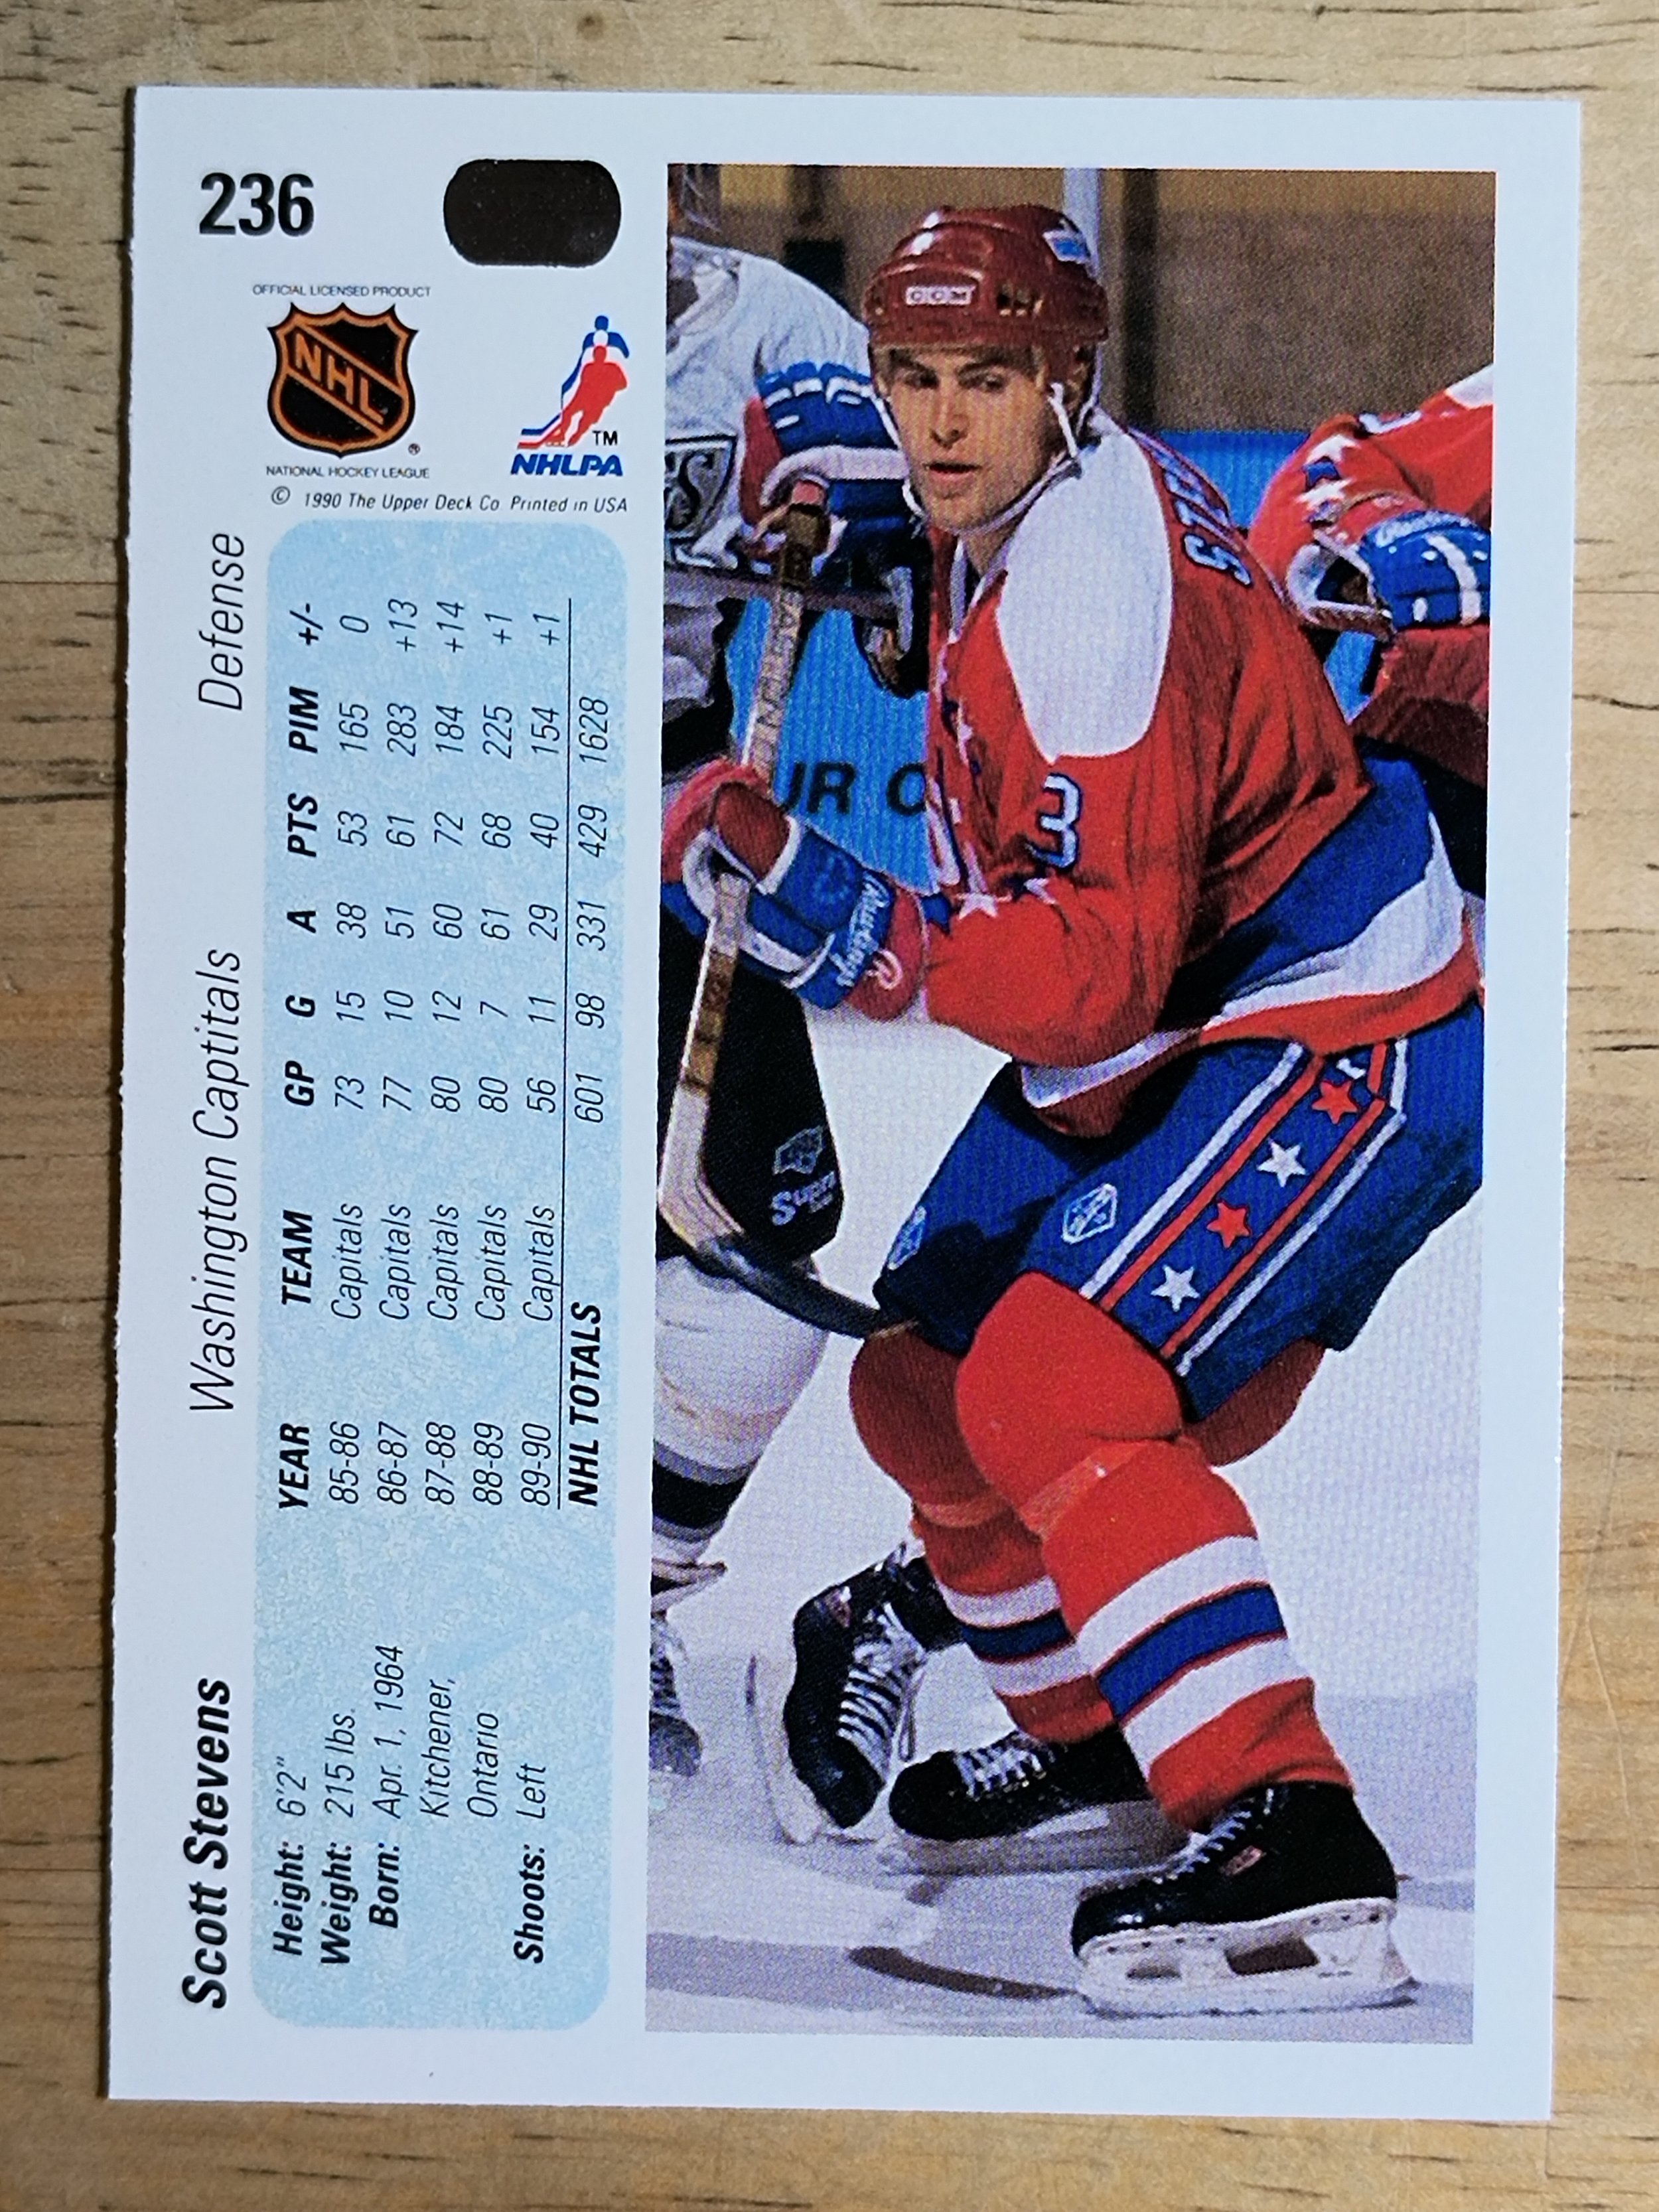 236
OFFICIAL LICENSED PRODUCT
NHL
®
NATIONAL HOCKEY LEAGUE
TM
NHLPA
© 1990 The Upper Deck Co. Printed in USA
Scott Stevens Washington Captitals Defense
Height: 6'2"
Weight: 215 lbs.
Born: Apr. 1, 1964
Kitchener,
Ontario
Shoots: Left
YEAR TEAM GP G A PTS PIM +/-
85-86 Capitals 73 15 38 53 165 0
86-87 Capitals 77 10 51 61 283 +13
87-88 Capitals 80 12 60 72 184 +14
88-89 Capitals 80 7 61 68 225 +1
89-90 Capitals 56 11 29 40 154 +1
NHL TOTALS 601 98 331 429 1628
CCM
3
UR O
Supr